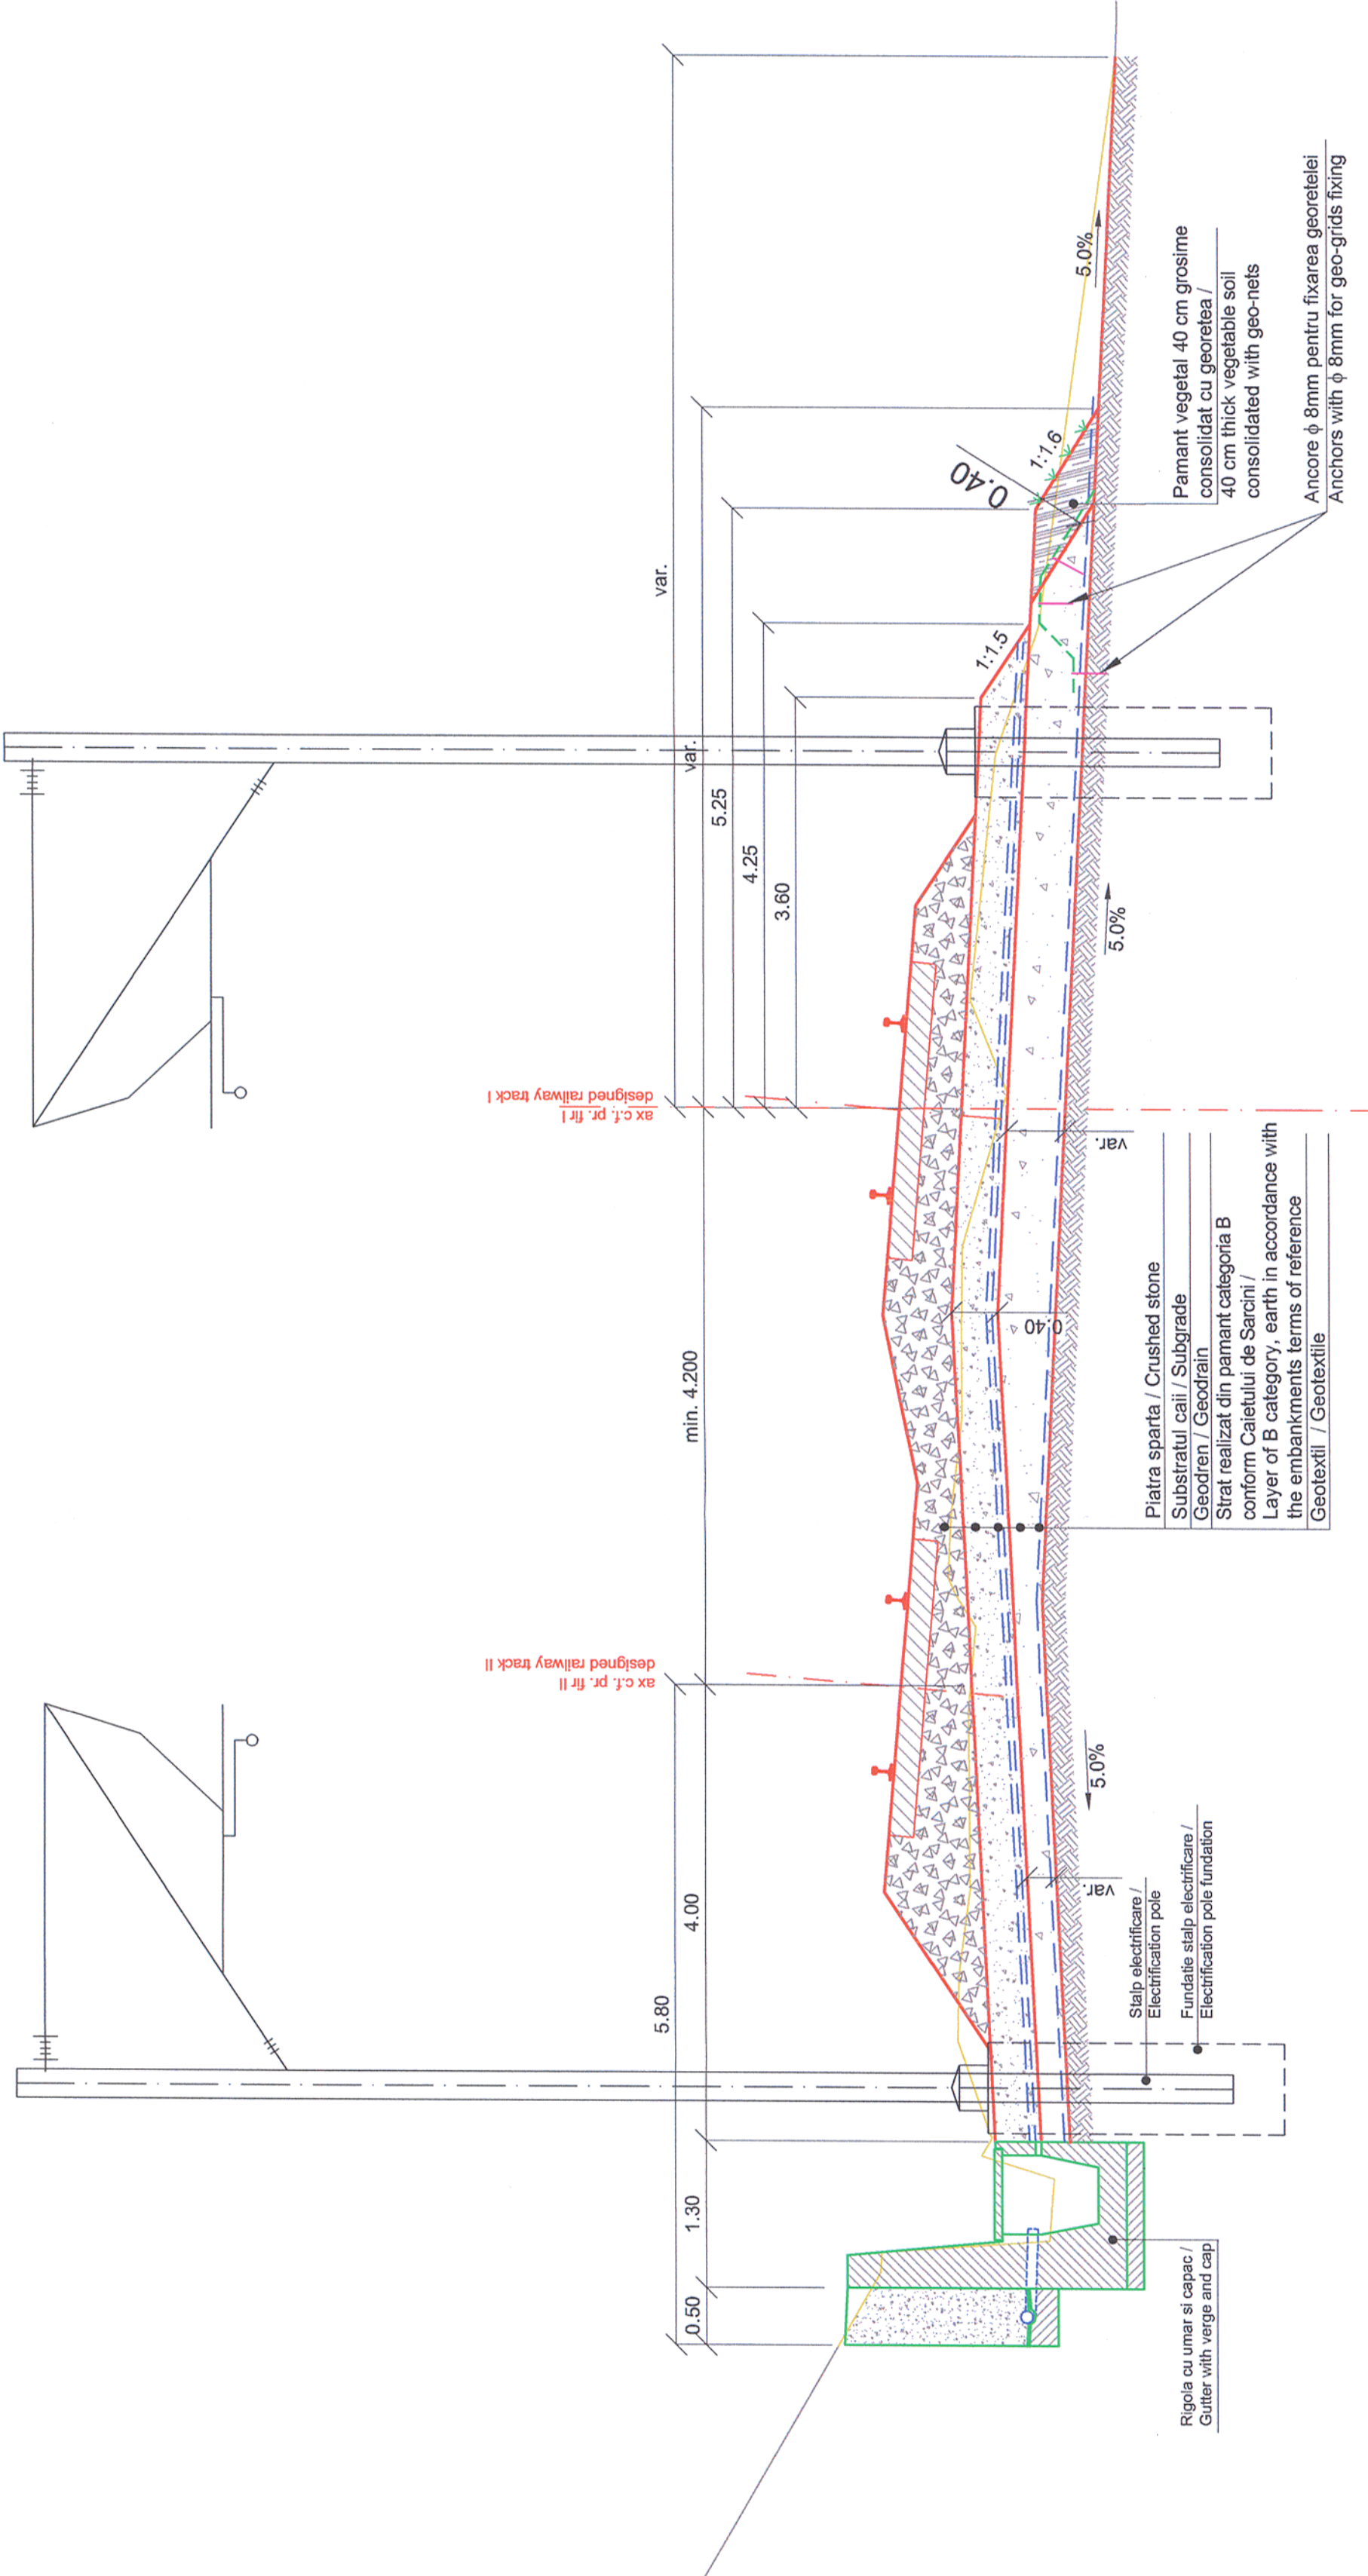 var.
var.
5.25
4.25
3.60
min. 4.200
5.80
4.00
1.30
0.50
ax c.f. pr. fir II
designed railway track II
ax c.f. pr. fir I
designed railway track I
1:1.5
0.40
1:1.6
5.0%
5.0%
5.0%
var.
0.40
var.
Rigola cu umar si capac /
Gutter with verge and cap
Stalp electrificare /
Electrification pole
Fundatie stalp electrificare /
Electrification pole fundation
Piatra sparta / Crushed stone
Substratul caii / Subgrade
Geodren / Geodrain
Strat realizat din pamant categoria B
conform Caietului de Sarcini /
Layer of B category, earth in accordance with
the embankments terms of reference
Geotextil / Geotextile
Pamant vegetal 40 cm grosime
consolidat cu georetea /
40 cm thick vegetable soil
consolidated with geo-nets
Ancore ϕ 8mm pentru fixarea georetelei
Anchors with ϕ 8mm for geo-grids fixing